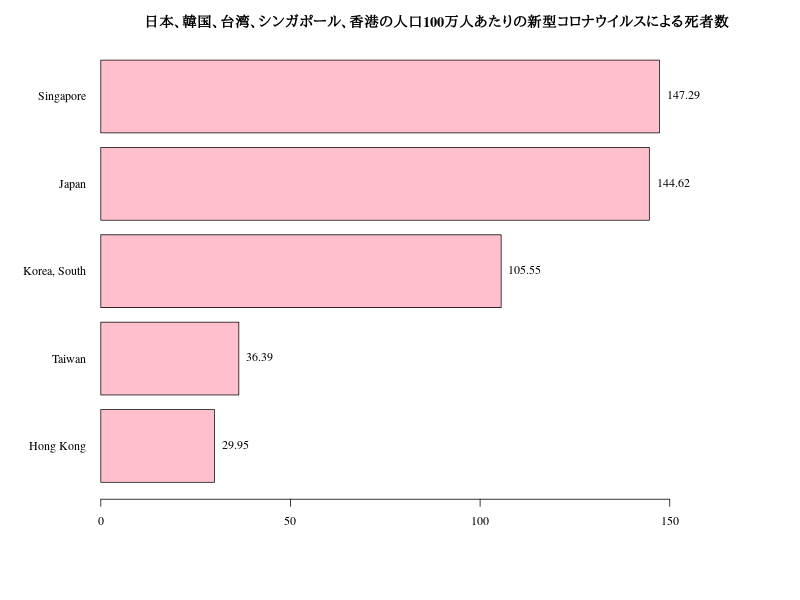 日本、韓国、台湾、シンガポール、香港の人口100万人あたりの新型コロナウイルスによる死者数
Singapore 147.29
Japan 144.62
Korea, South 105.55
Taiwan 36.39
Hong Kong 29.95
0 50 100 150